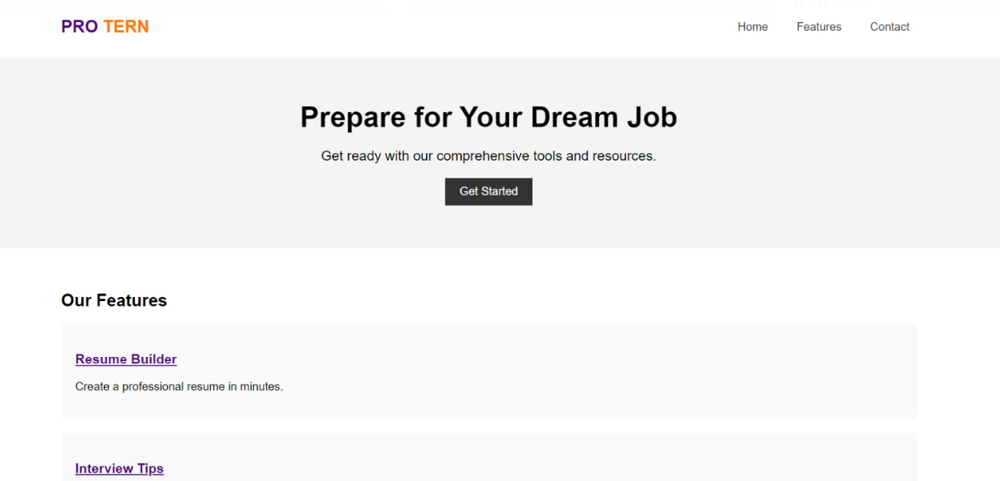 YESTERDAY
PRO TERN
Home Features Contact
Prepare for Your Dream Job
Get ready with our comprehensive tools and resources.
Get Started
Our Features
Resume Builder
Create a professional resume in minutes.
Interview Tips